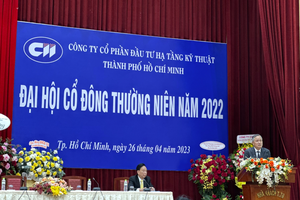 CII
CÔNG TY CỔ PHẦN ĐẦU TƯ HẠ TẦNG KỸ THUẬT
THÀNH PHỐ HỒ CHÍ MINH
ĐẠI HỘI CỔ ĐÔNG THƯỜNG NIÊN NĂM 2022
Tp. Hồ Chí Minh, ngày 26 tháng 04 năm 2023